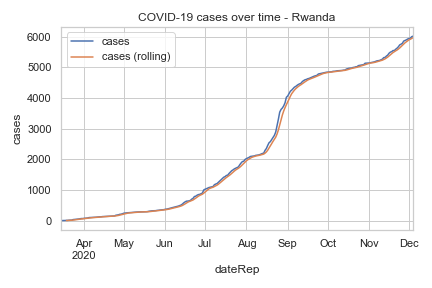 COVID-19 cases over time - Rwanda
cases
cases (rolling)
6000
5000
4000
3000
2000
1000
0
cases
Apr May Jun Jul Aug Sep Oct Nov Dec
2020
dateRep